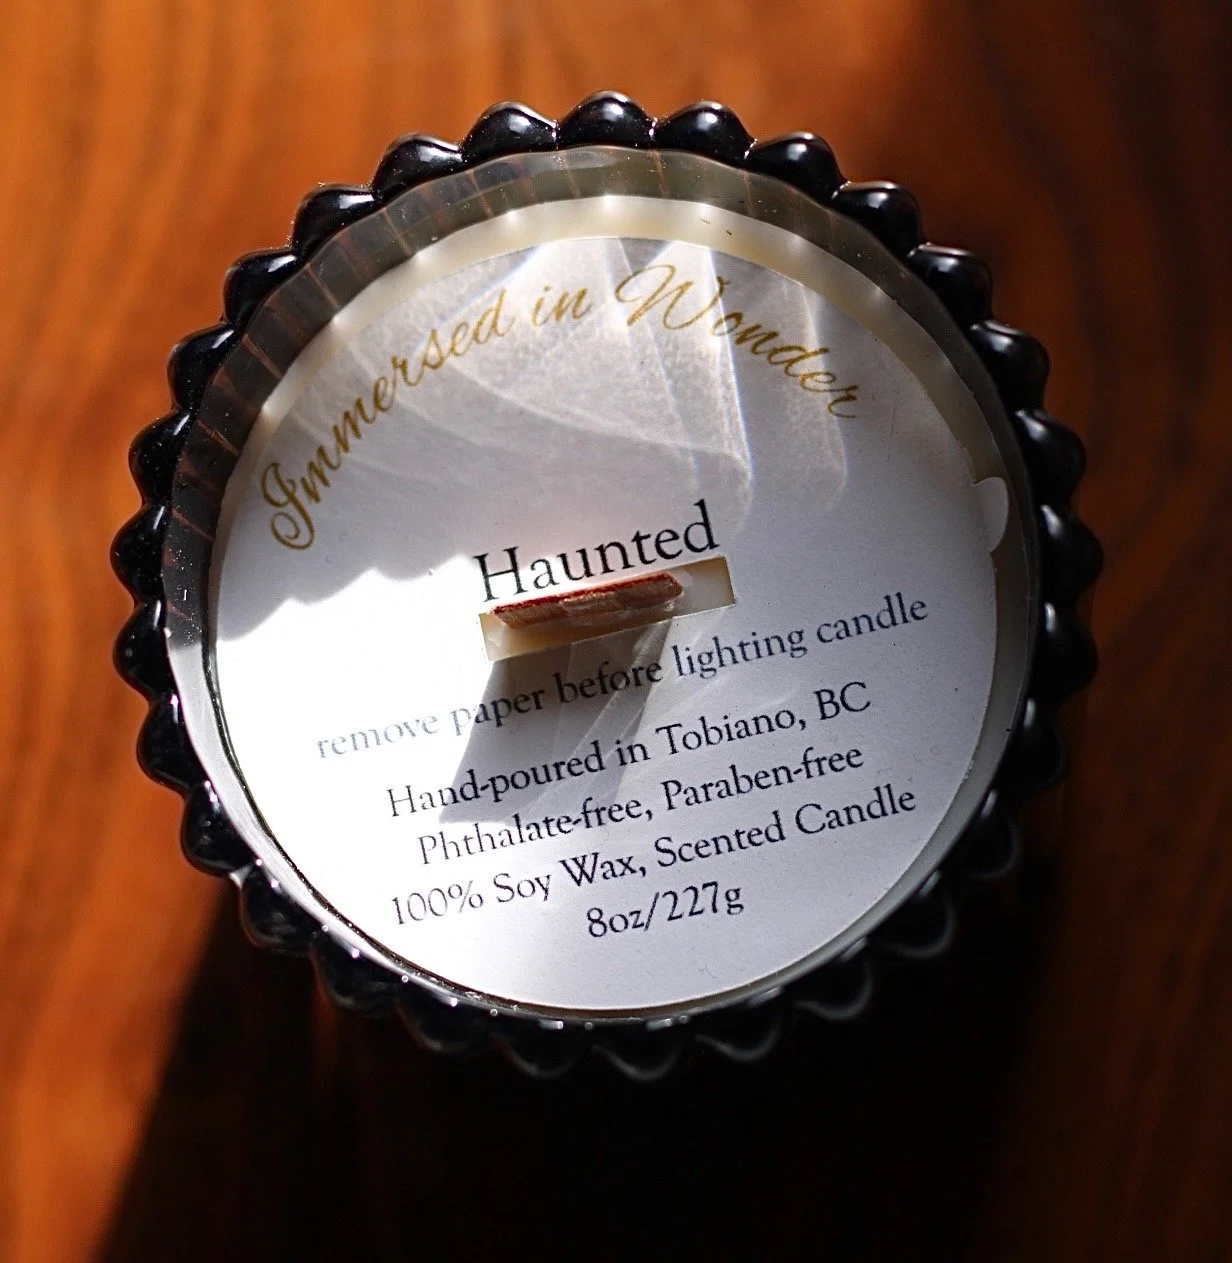 Immersed in Wonder
Haunted
remove paper before lighting candle
Hand-poured in Tobiano, BC
Phthalate-free, Paraben-free
100% Soy Wax, Scented Candle
8oz/227g